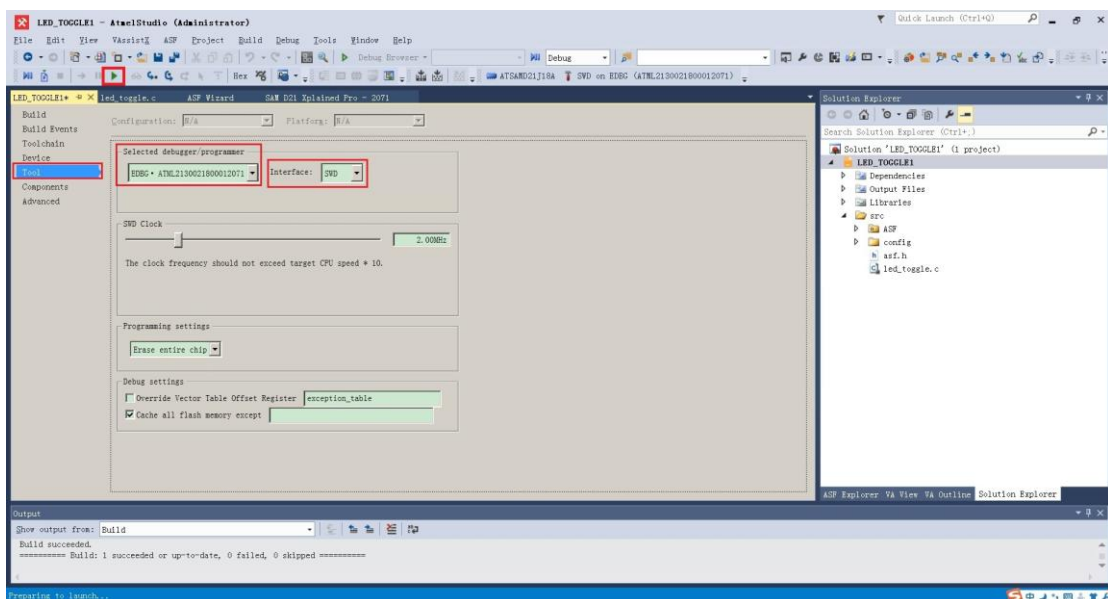 LED_TOGGLE1 - AtmelStudio (Administrator)
Quick Launch (Ctrl+Q)
File Edit View VAssistX ASF Project Build Debug Tools Window Help
Debug Browser
Debug
Hex
ATSAMD21J18A SWD on EDBG (ATML2130021800012071)
LED_TOGGLE1* led_toggle.c ASF Wizard SAM D21 Xplained Pro - 2071
Build
Build Events
Toolchain
Device
Tool
Components
Advanced
Configuration: N/A Platform: N/A
Selected debugger/programmer
EDBG • ATML2130021800012071 Interface: SWD
SWD Clock
2.00MHz
The clock frequency should not exceed target CPU speed * 10.
Programming settings
Erase entire chip
Debug settings
Override Vector Table Offset Register exception_table
Cache all flash memory except
Solution Explorer
Search Solution Explorer (Ctrl+;)
Solution 'LED_TOGGLE1' (1 project)
LED_TOGGLE1
Dependencies
Output Files
Libraries
src
ASF
config
asf.h
led_toggle.c
ASF Explorer VA View VA Outline Solution Explorer
Output
Show output from: Build
Build succeeded.
========== Build: 1 succeeded or up-to-date, 0 failed, 0 skipped ==========
Preparing to launch...